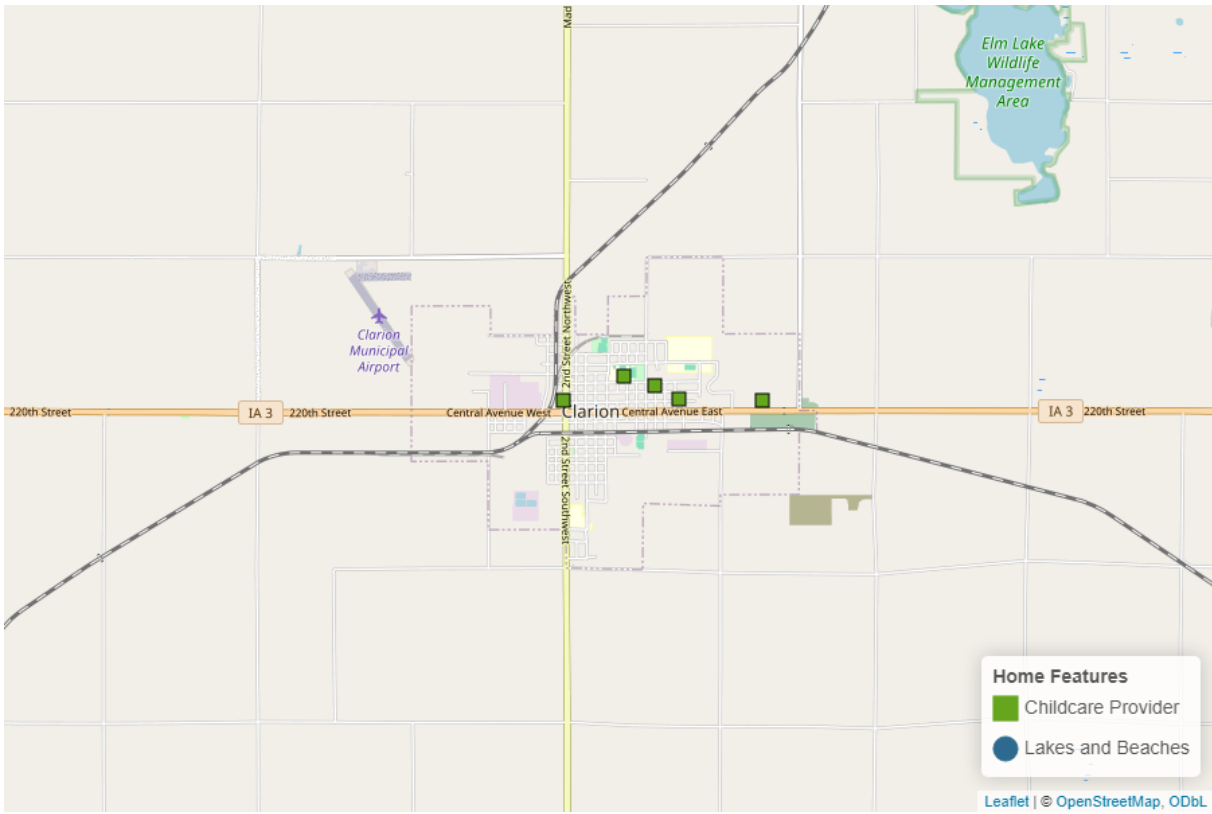 Mad
Elm Lake
Wildlife
Management
Area
2nd Street Northwest
Clarion
Municipal
Airport
220th Street
IA 3
220th Street
Central Avenue West
Clarion
Central Avenue East
IA 3
220th Street
2nd Street Southwest
Home Features
Childcare Provider
Lakes and Beaches
Leaflet | © OpenStreetMap, ODbL